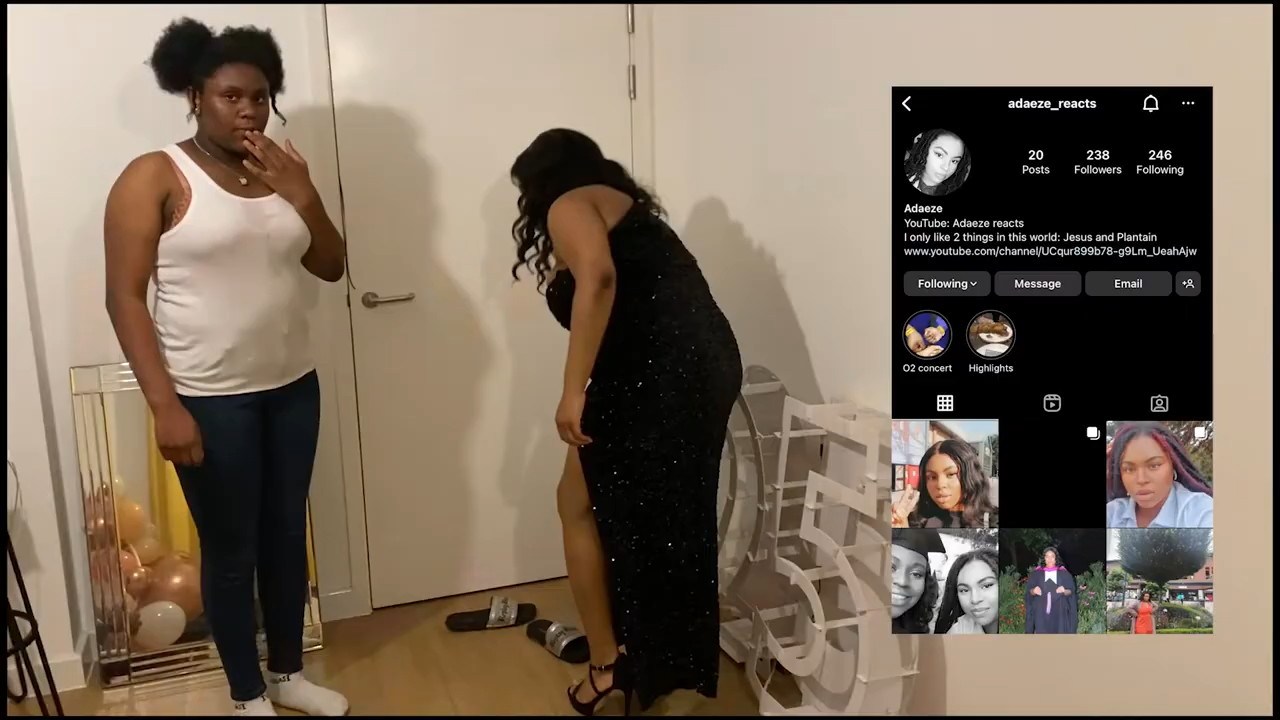 adaeze_reacts
20 238 246
Posts Followers Following
Adaeze
YouTube: Adaeze reacts
I only like 2 things in this world: Jesus and Plantain
www.youtube.com/channel/UCqur899b78-g9Lm_UeahAjw
Following Message Email
O2 concert Highlights